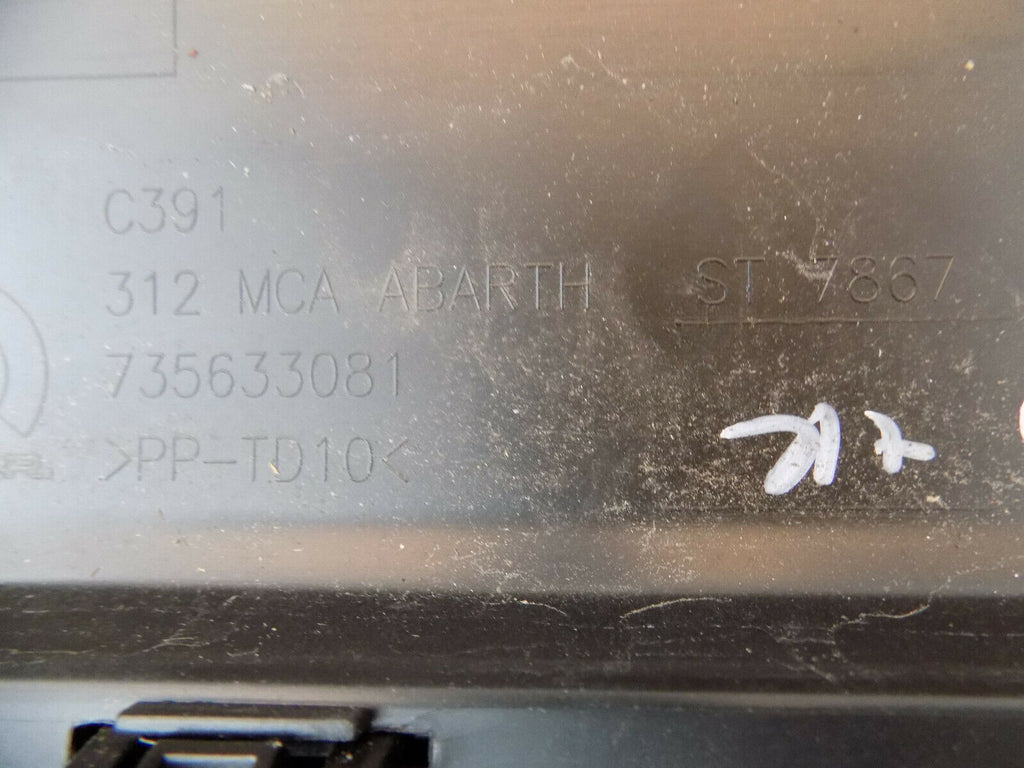 C391
312 MCA ABARTH ST 7867
735633081
>PP-TD10<